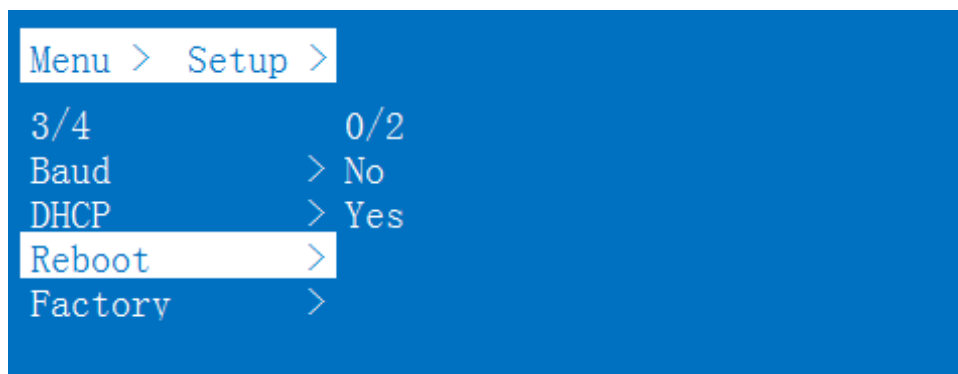 Menu > Setup >
3/4 0/2
Baud > No
DHCP > Yes
Reboot >
Factory >